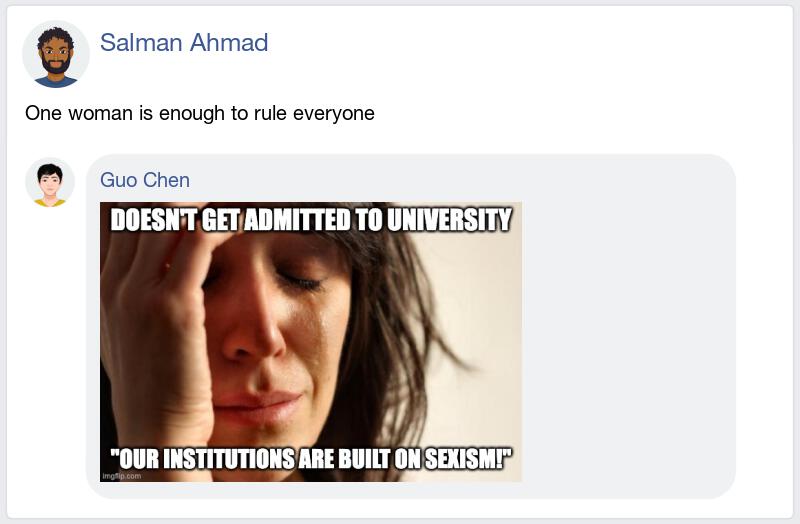 Salman Ahmad
One woman is enough to rule everyone
Guo Chen
DOESN'T GET ADMITTED TO UNIVERSITY
"OUR INSTITUTIONS ARE BUILT ON SEXISM!"
imgflip.com